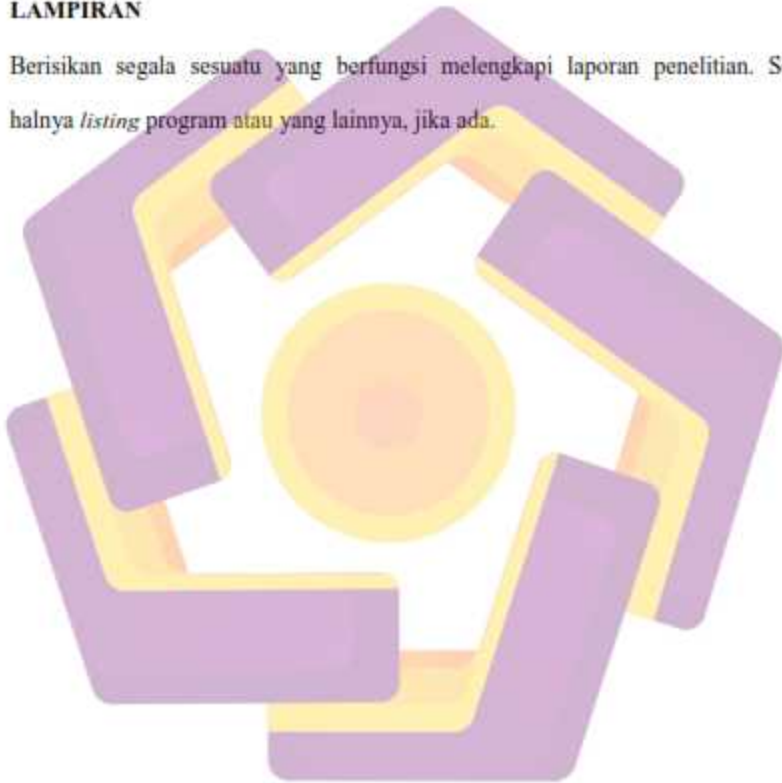 LAMPIRAN
Berisikan segala sesuatu yang berfungsi melengkapi laporan penelitian. S
halnya listing program atau yang lainnya, jika ada.